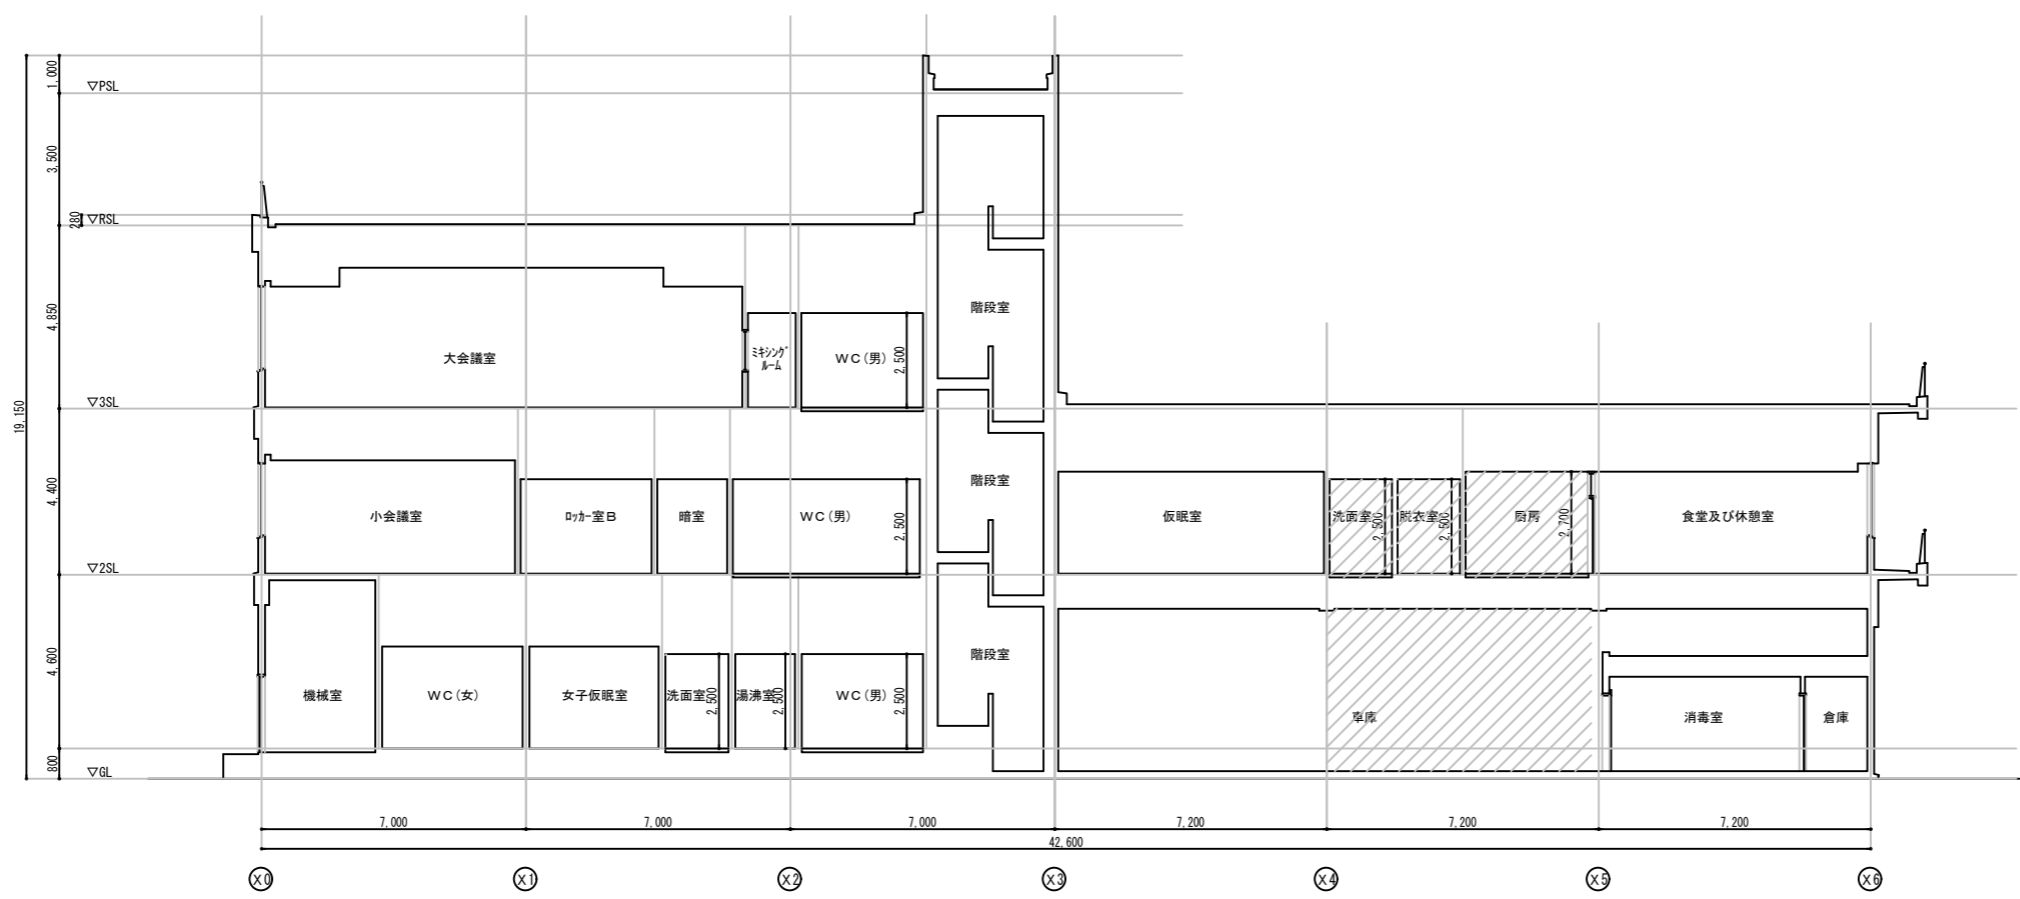 1,000
▽PSL
3,500
280
▽RSL
4,850
19,150
階段室
大会議室
ミキシング
ルーム
WC(男)
2,500
▽3SL
4,400
階段室
小会議室
ロッカー室B
暗室
WC(男)
2,500
仮眠室
洗面室
2,500
脱衣室
2,500
厨房
2,700
食堂及び休憩室
▽2SL
4,600
階段室
機械室
WC(女)
女子仮眠室
洗面室
2,500
湯沸室
2,500
WC(男)
2,500
車庫
消毒室
倉庫
800
▽GL
7,000
7,000
7,000
7,200
7,200
7,200
42,600
X0
X1
X2
X3
X4
X5
X6